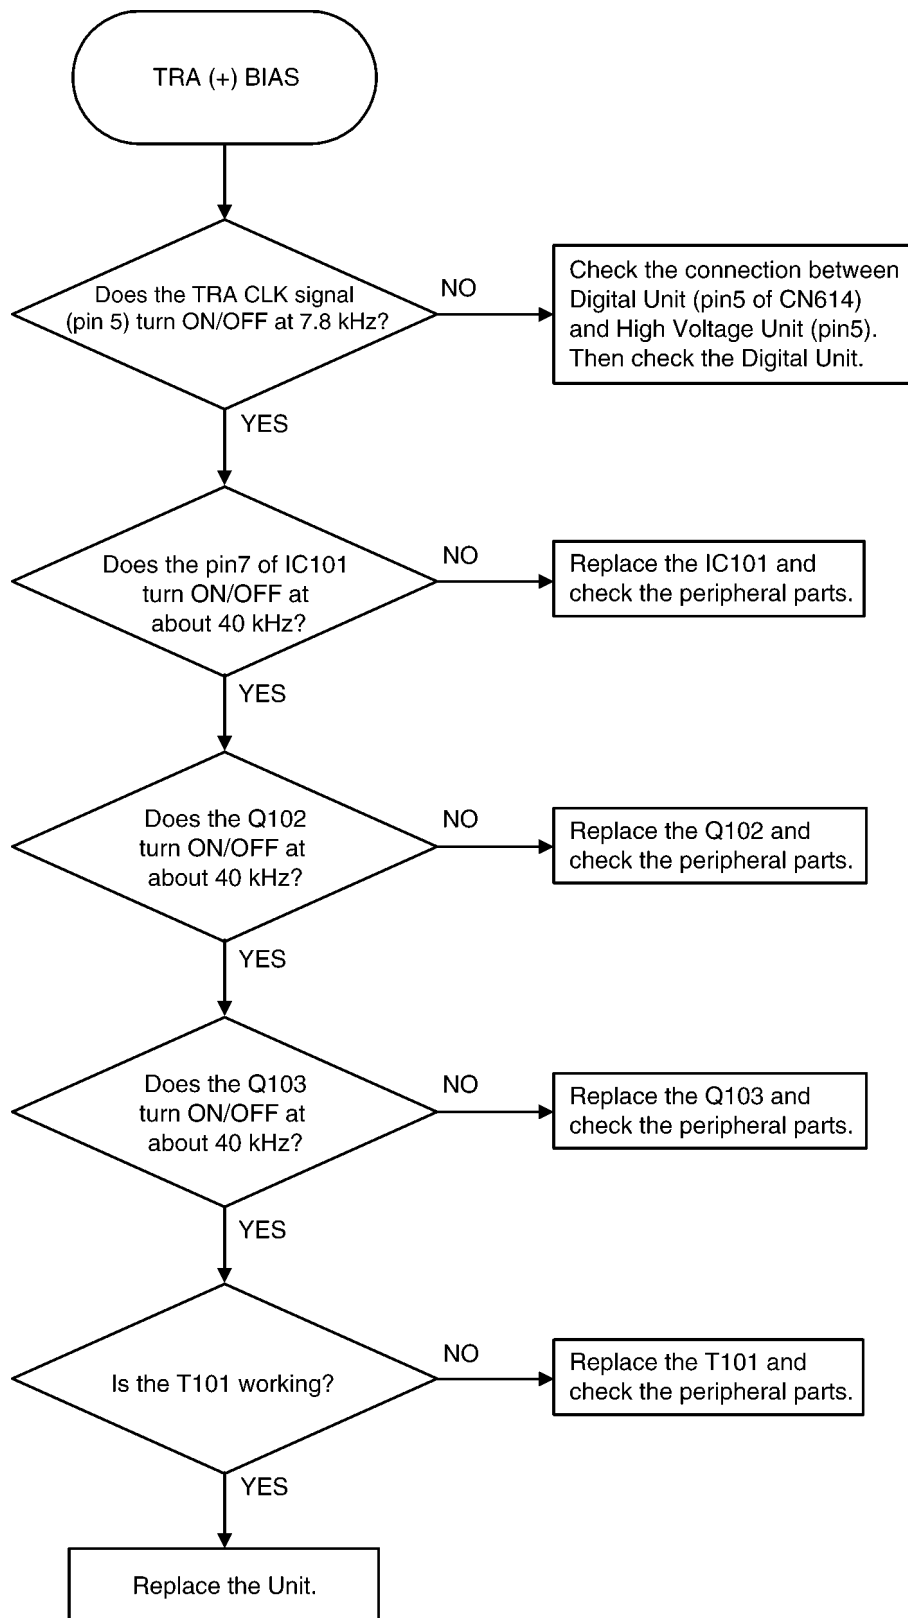 TRA (+) BIAS
Does the TRA CLK signal
(pin 5) turn ON/OFF at 7.8 kHz?
NO
Check the connection between
Digital Unit (pin5 of CN614)
and High Voltage Unit (pin5).
Then check the Digital Unit.
YES
Does the pin7 of IC101
turn ON/OFF at
about 40 kHz?
NO
Replace the IC101 and
check the peripheral parts.
YES
Does the Q102
turn ON/OFF at
about 40 kHz?
NO
Replace the Q102 and
check the peripheral parts.
YES
Does the Q103
turn ON/OFF at
about 40 kHz?
NO
Replace the Q103 and
check the peripheral parts.
YES
Is the T101 working?
NO
Replace the T101 and
check the peripheral parts.
YES
Replace the Unit.